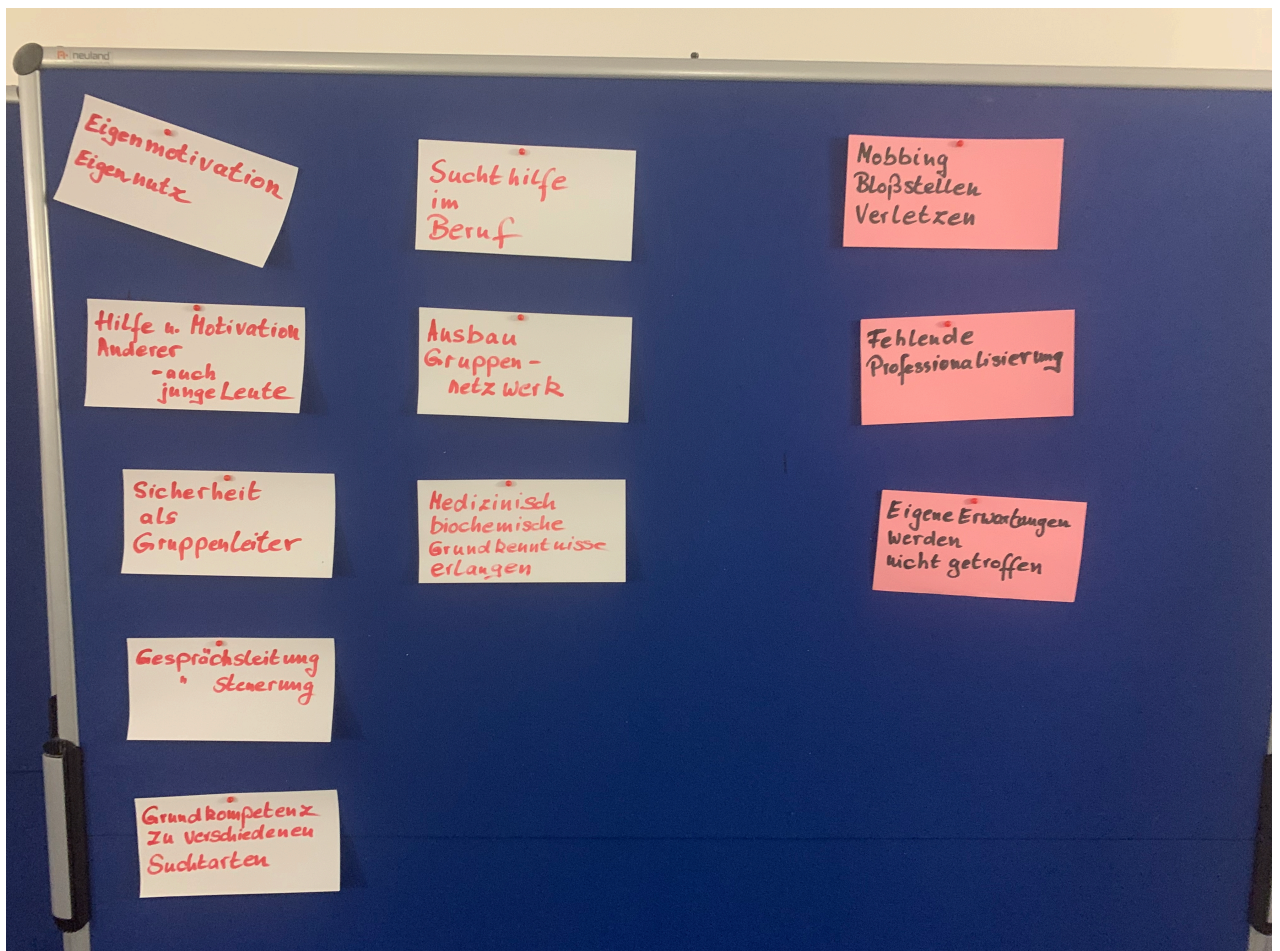 neuland
Eigenmotivation
Eigennutz
Hilfe u. Motivation
Anderer
-auch
junge Leute
Sicherheit
als
Gruppenleiter
Gesprächsleitung
" Steuerung
Grundkompetenz
zu verschiedenen
Suchtarten
Suchthilfe
im
Beruf
Ausbau
Gruppen-
netzwerk
Medizinisch
biochemische
Grundkenntnisse
erlangen
Mobbing
Bloßstellen
Verletzen
Fehlende
Professionalisierung
Eigene Erwartungen
werden
nicht getroffen